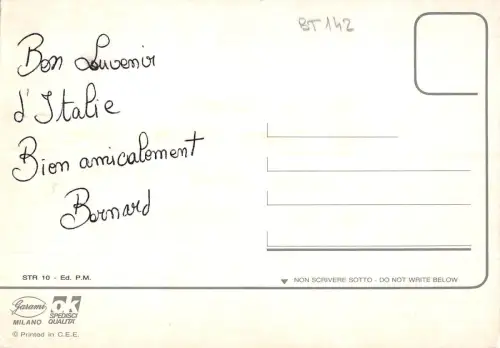 BT 142
Bon Souvenir
d'Italie
Bien amicalement
Bernard
STR 10 - Ed. P.M.
NON SCRIVERE SOTTO - DO NOT WRITE BELOW
Garami
MILANO
ok
SPEDISCI
QUALITA'
© Printed in C.E.E.